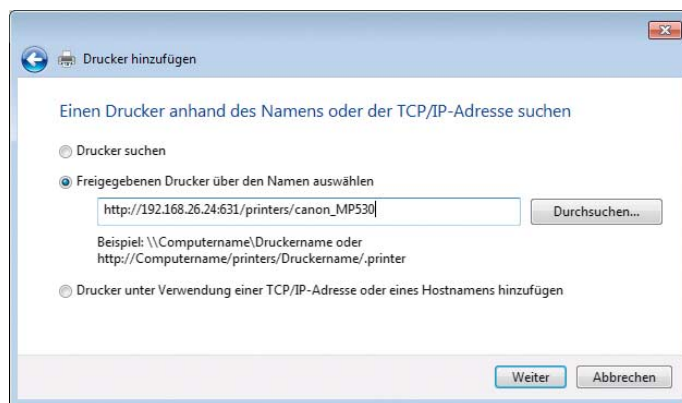 Drucker hinzufügen
Einen Drucker anhand des Namens oder der TCP/IP-Adresse suchen
Drucker suchen
Freigegebenen Drucker über den Namen auswählen
http://192.168.26.24:631/printers/canon_MP530
Durchsuchen...
Beispiel: \\Computername\Druckername oder
http://Computername/printers/Druckername/.printer
Drucker unter Verwendung einer TCP/IP-Adresse oder eines Hostnamens hinzufügen
Weiter
Abbrechen